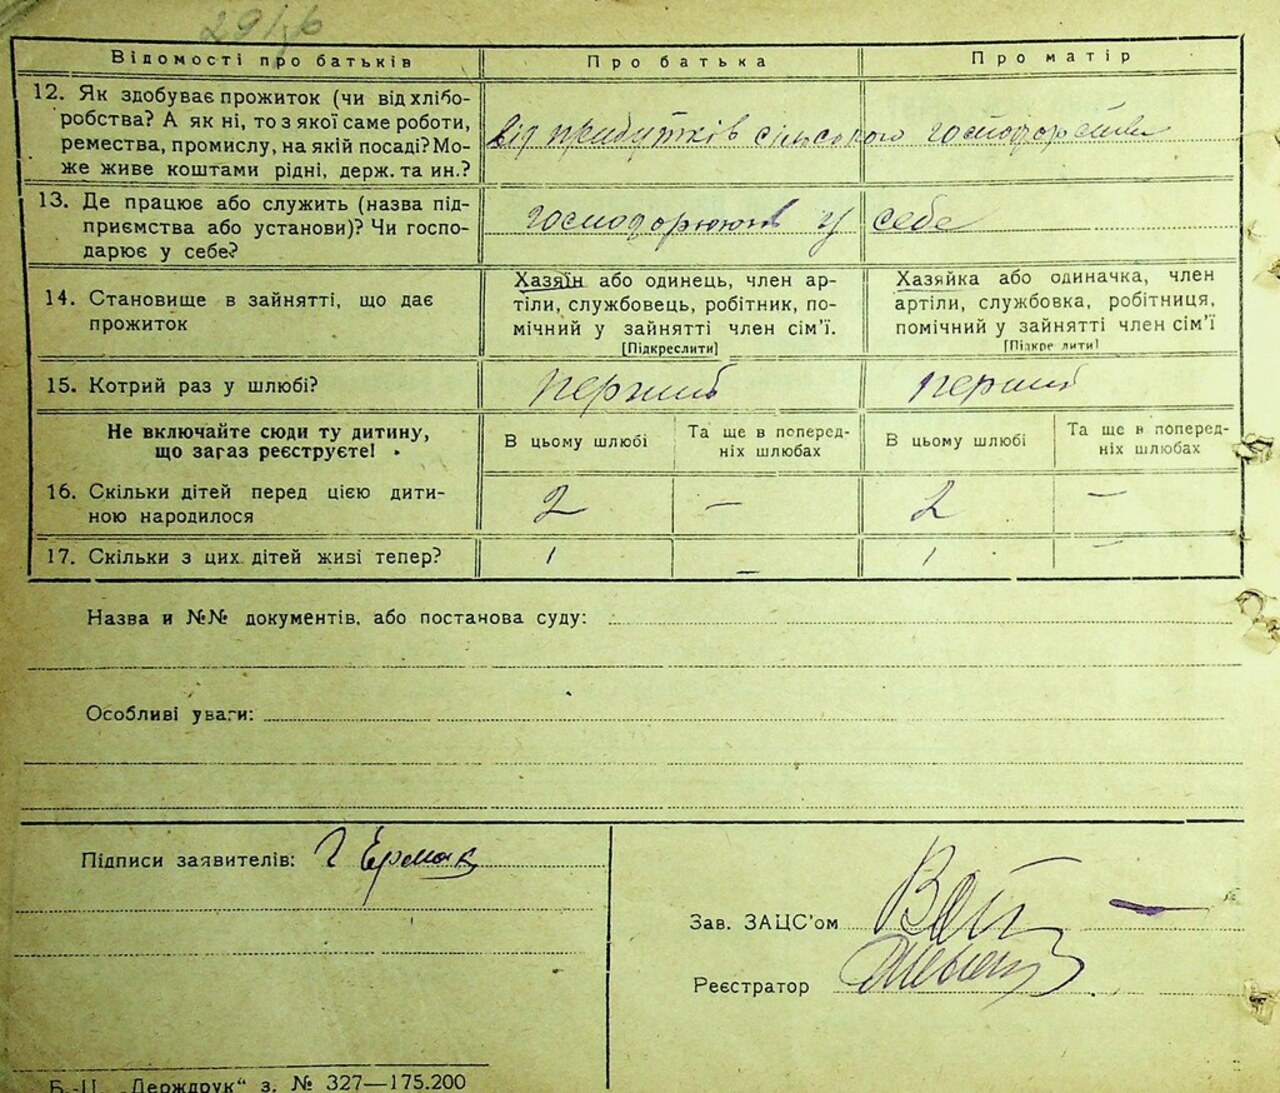 Відомості про батьків Про батька Про матір
12. Як здобуває прожиток (чи від хлібо-
робства? А як ні, то з якої саме роботи,
ремества, промислу, на якій посаді? Мо-
же живе коштами рідні, держ. та ин.?
від прибутків сільского господарства
13. Де працює або служить (назва під-
приємства або установи)? Чи госпо-
дарює у себе?
господорюють у себе
14. Становище в зайнятті, що дає
прожиток
Хазяїн або одинець, член ар-
тіли, службовець, робітник, по-
мічний у зайнятті член сім'ї.
[Підкреслити]
Хазяйка або одиначка, член
артіли, службовка, робітниця,
помічний у зайнятті член сім'ї
[Підкре лити]
15. Котрий раз у шлюбі? перший перший
Не включайте сюди ту дитину,
що загаз реєструєте!
В цьому шлюбі
Та ще в поперед-
ніх шлюбах
В цьому шлюбі
Та ще в поперед-
ніх шлюбах
16. Скільки дітей перед цією дити-
ною народилося
2 — 2 —
17. Скільки з цих дітей живі тепер? 1 — 1 —
Назва и №№ документів, або постанова суду:
Особливі уваги:
Підписи заявителів: Г Ермак
Зав. ЗАЦС'ом
Реєстратор
Б.-Ц. „Держдрук“ з. № 327—175.200